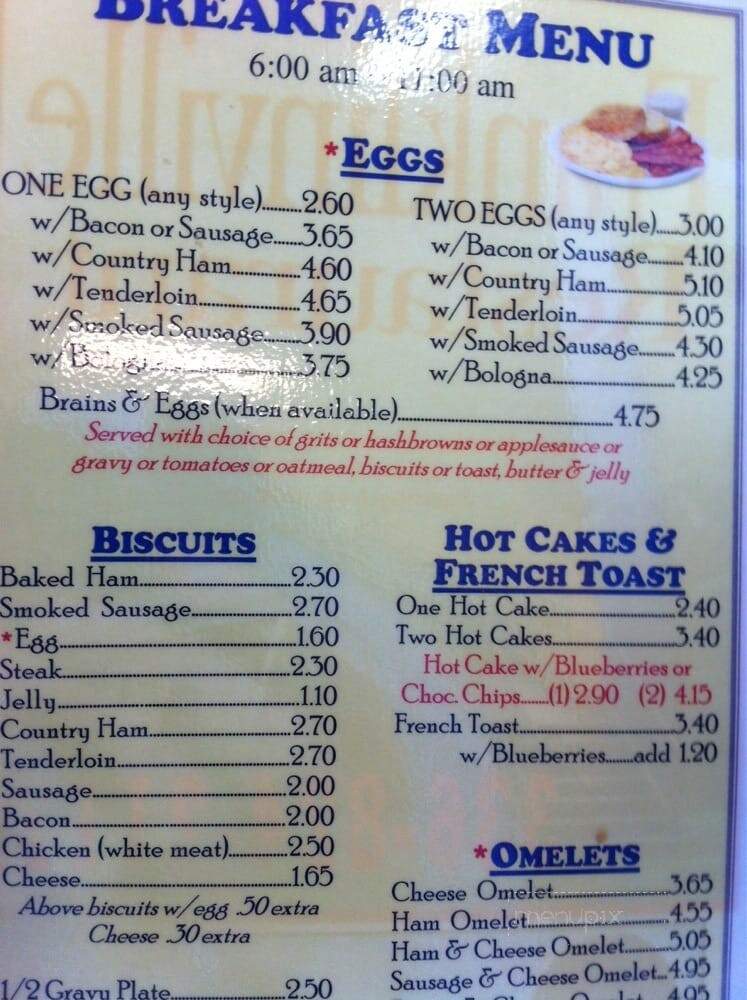 BREAKFAST MENU
6:00 am 11:00 am
*EGGS
ONE EGG (any style)..........2.60
w/Bacon or Sausage.......3.65
w/Country Ham.................4.60
w/Tenderloin.........................4.65
w/Smoked Sausage.........3.90
w/Bologna.........................3.75
TWO EGGS (any style)......3.00
w/Bacon or Sausage.........4.10
w/Country Ham...................5.10
w/Tenderloin.........................5.05
w/Smoked Sausage.........4.30
w/Bologna..............................4.25
Brains & Eggs (when available).....................................................4.75
Served with choice of grits or hashbrowns or applesauce or
gravy or tomatoes or oatmeal, biscuits or toast, butter & jelly
BISCUITS
Baked Ham......................................2.30
Smoked Sausage.........................2.70
*Egg...........................................................1.60
Steak.........................................................2.30
Jelly...........................................................1.10
Country Ham...................................2.70
Tenderloin...........................................2.70
Sausage................................................2.00
Bacon......................................................2.00
Chicken (white meat)..............2.50
Cheese.....................................................1.65
Above biscuits w/egg .50 extra
Cheese .30 extra
1/2 Gravy Plate............................2.50
HOT CAKES &
FRENCH TOAST
One Hot Cake................................2.40
Two Hot Cakes...............................3.40
Hot Cake w/Blueberries or
Choc. Chips.......(1) 2.90 (2) 4.15
French Toast.......................................3.40
w/Blueberries.........add 1.20
*OMELETS
Cheese Omelet.............................3.65
Ham Omelet...................................4.55
Ham & Cheese Omelet..............5.05
Sausage & Cheese Omelet...4.95
menupix